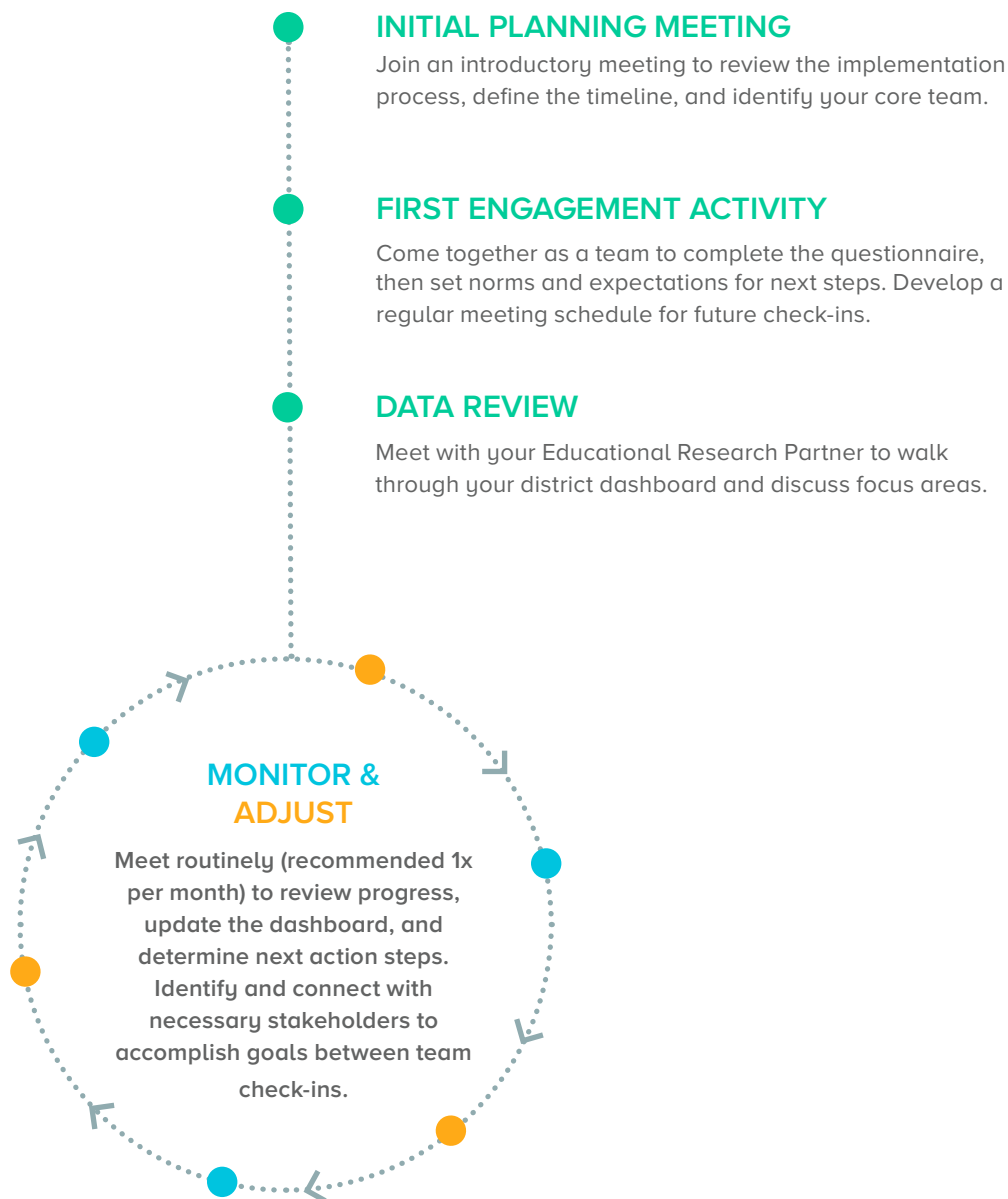 INITIAL PLANNING MEETING
Join an introductory meeting to review the implementation
process, define the timeline, and identify your core team.
FIRST ENGAGEMENT ACTIVITY
Come together as a team to complete the questionnaire,
then set norms and expectations for next steps. Develop a
regular meeting schedule for future check-ins.
DATA REVIEW
Meet with your Educational Research Partner to walk
through your district dashboard and discuss focus areas.
MONITOR &
ADJUST
Meet routinely (recommended 1x
per month) to review progress,
update the dashboard, and
determine next action steps.
Identify and connect with
necessary stakeholders to
accomplish goals between team
check-ins.